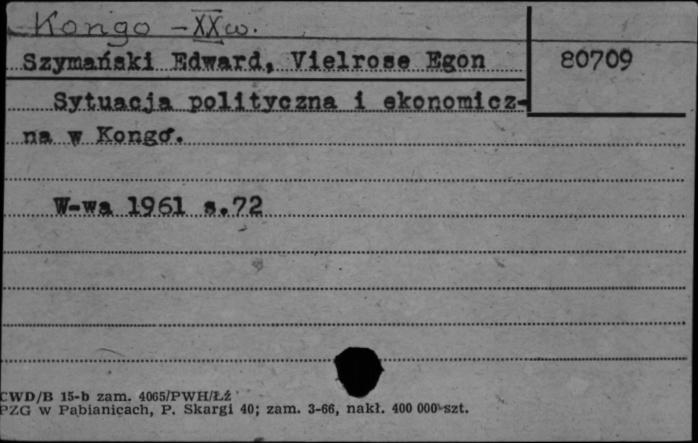 Kongo - XX w.
Szymański Edward, Vielrose Egon
80709
Sytuacja polityczna i ekonomicz-
na w Kongo.
W-wa 1961 s.72
CWD/B 15-b zam. 4065/PWH/Łź
PZG w Pabianicach, P. Skargi 40; zam. 3-66, nakł. 400 000 szt.